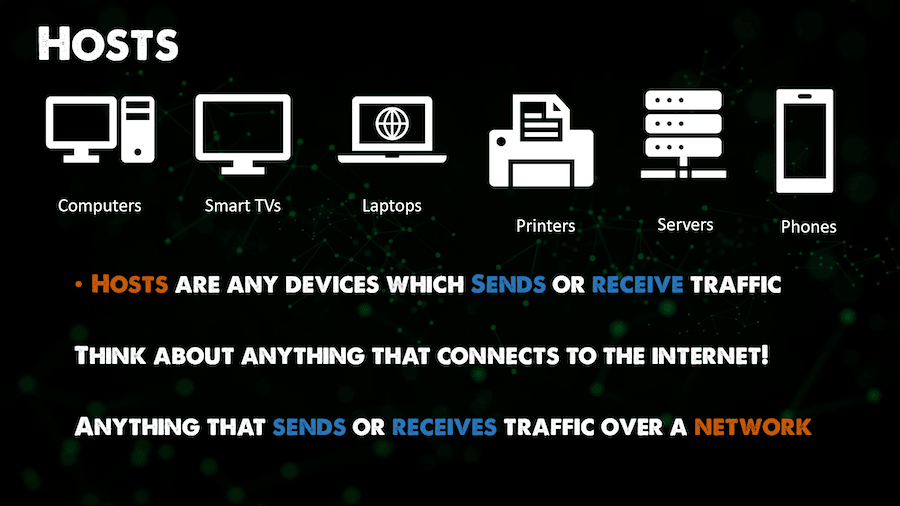 Hosts
Computers
Smart TVs
Laptops
Printers
Servers
Phones
• Hosts are any devices which Sends or receive traffic
Think about anything that connects to the internet!
Anything that sends or receives traffic over a network